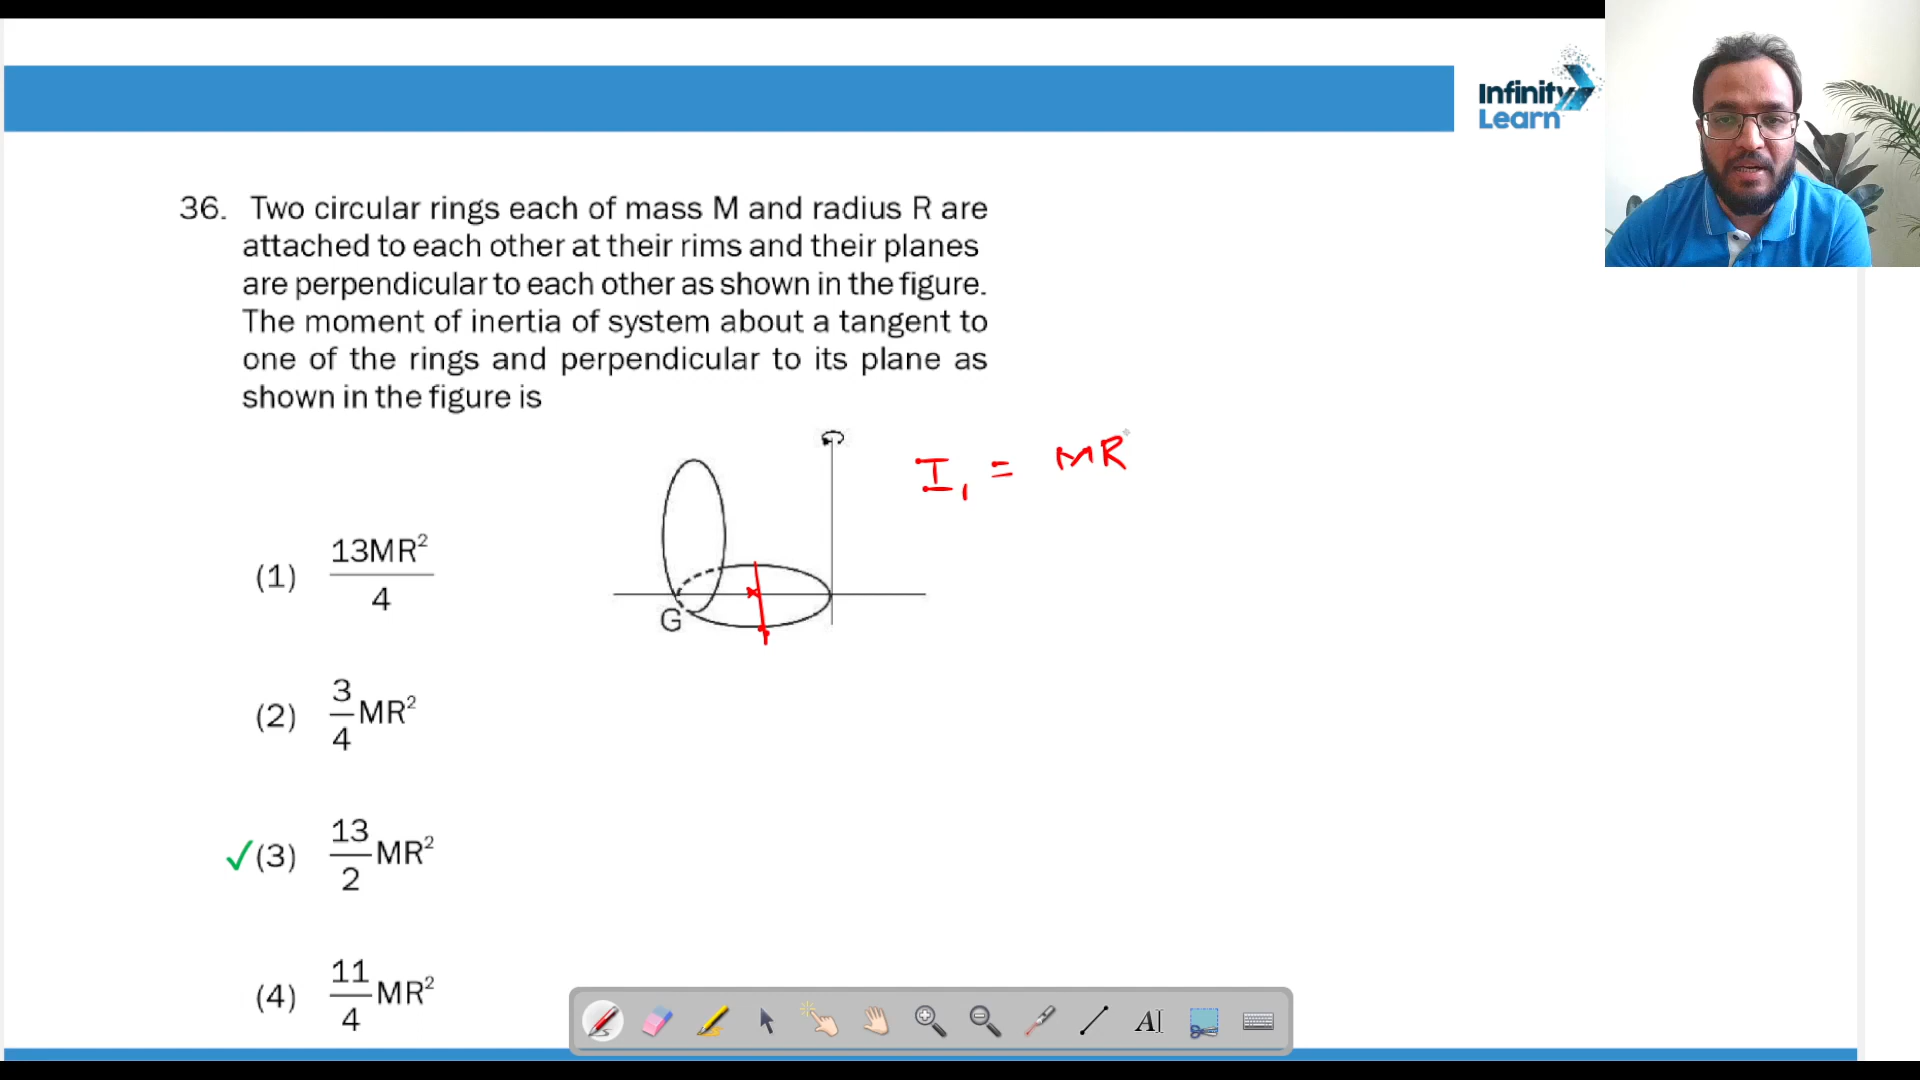 Infinity
Learn
36. Two circular rings each of mass M and radius R are
attached to each other at their rims and their planes
are perpendicular to each other as shown in the figure.
The moment of inertia of system about a tangent to
one of the rings and perpendicular to its plane as
shown in the figure is
I₁ = MR
G
(1) 13MR²/4
(2) 3/4 MR²
✓(3) 13/2 MR²
(4) 11/4 MR²
A